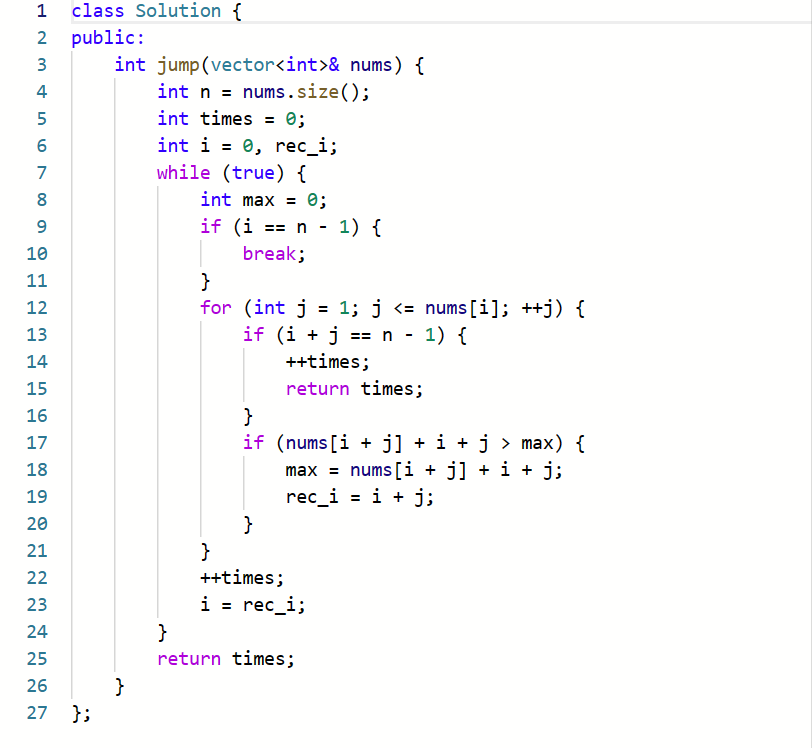 1 class Solution {
2 public:
3     int jump(vector<int>& nums) {
4         int n = nums.size();
5         int times = 0;
6         int i = 0, rec_i;
7         while (true) {
8             int max = 0;
9             if (i == n - 1) {
10                 break;
11             }
12             for (int j = 1; j <= nums[i]; ++j) {
13                 if (i + j == n - 1) {
14                     ++times;
15                     return times;
16                 }
17                 if (nums[i + j] + i + j > max) {
18                     max = nums[i + j] + i + j;
19                     rec_i = i + j;
20                 }
21             }
22             ++times;
23             i = rec_i;
24         }
25         return times;
26     }
27 };